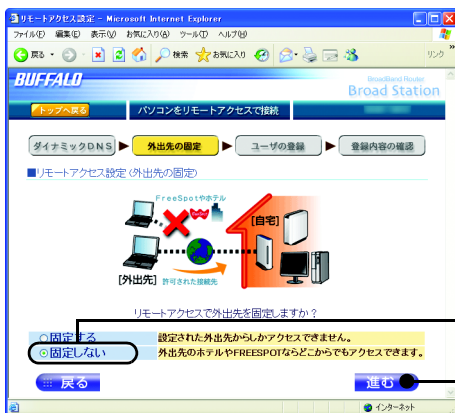 リモートアクセス設定 - Microsoft Internet Explorer
ファイル(F) 編集(E) 表示(V) お気に入り(A) ツール(T) ヘルプ(H)
戻る 検索 お気に入り リンク
BUFFALO
BroadBand Router
Broad Station
トップへ戻る パソコンをリモートアクセスで接続
ダイナミックDNS 外出先の固定 ユーザの登録 登録内容の確認
■リモートアクセス設定(外出先の固定)
FreeSpotやホテル
[自宅]
[外出先] 許可された接続先
リモートアクセスで外出先を固定しますか?
固定する 設定された外出先からしかアクセスできません。
固定しない 外出先のホテルやFREESPOTならどこからでもアクセスできます。
戻る 進む
インターネット